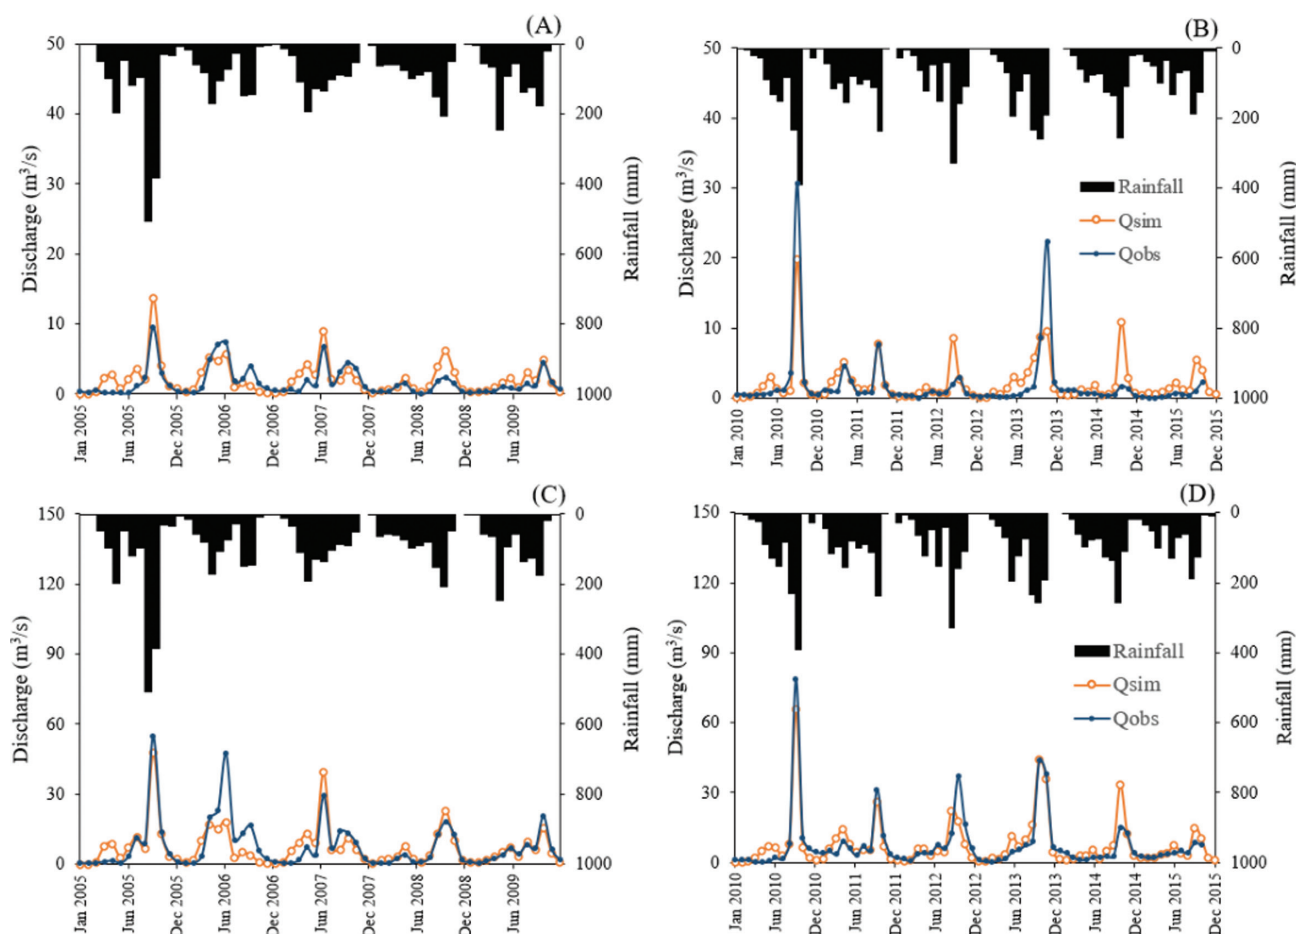 (A)
Discharge (m³/s)
50
40
30
20
10
0
0
200
400
600
800
1000
Rainfall (mm)
Jan 2005
Jun 2005
Dec 2005
Jun 2006
Dec 2006
Jun 2007
Dec 2007
Jun 2008
Dec 2008
Jun 2009
(B)
Discharge (m³/s)
50
40
30
20
10
0
Rainfall
Qsim
Qobs
0
200
400
600
800
1000
Rainfall (mm)
Jan 2010
Jun 2010
Dec 2010
Jun 2011
Dec 2011
Jun 2012
Dec 2012
Jun 2013
Dec 2013
Jun 2014
Dec 2014
Jun 2015
Dec 2015
(C)
Discharge (m³/s)
150
120
90
60
30
0
0
200
400
600
800
1000
Rainfall (mm)
Jan 2005
Jun 2005
Dec 2005
Jun 2006
Dec 2006
Jun 2007
Dec 2007
Jun 2008
Dec 2008
Jun 2009
(D)
Discharge (m³/s)
150
120
90
60
30
0
Rainfall
Qsim
Qobs
0
200
400
600
800
1000
Rainfall (mm)
Jan 2010
Jun 2010
Dec 2010
Jun 2011
Dec 2011
Jun 2012
Dec 2012
Jun 2013
Dec 2013
Jun 2014
Dec 2014
Jun 2015
Dec 2015